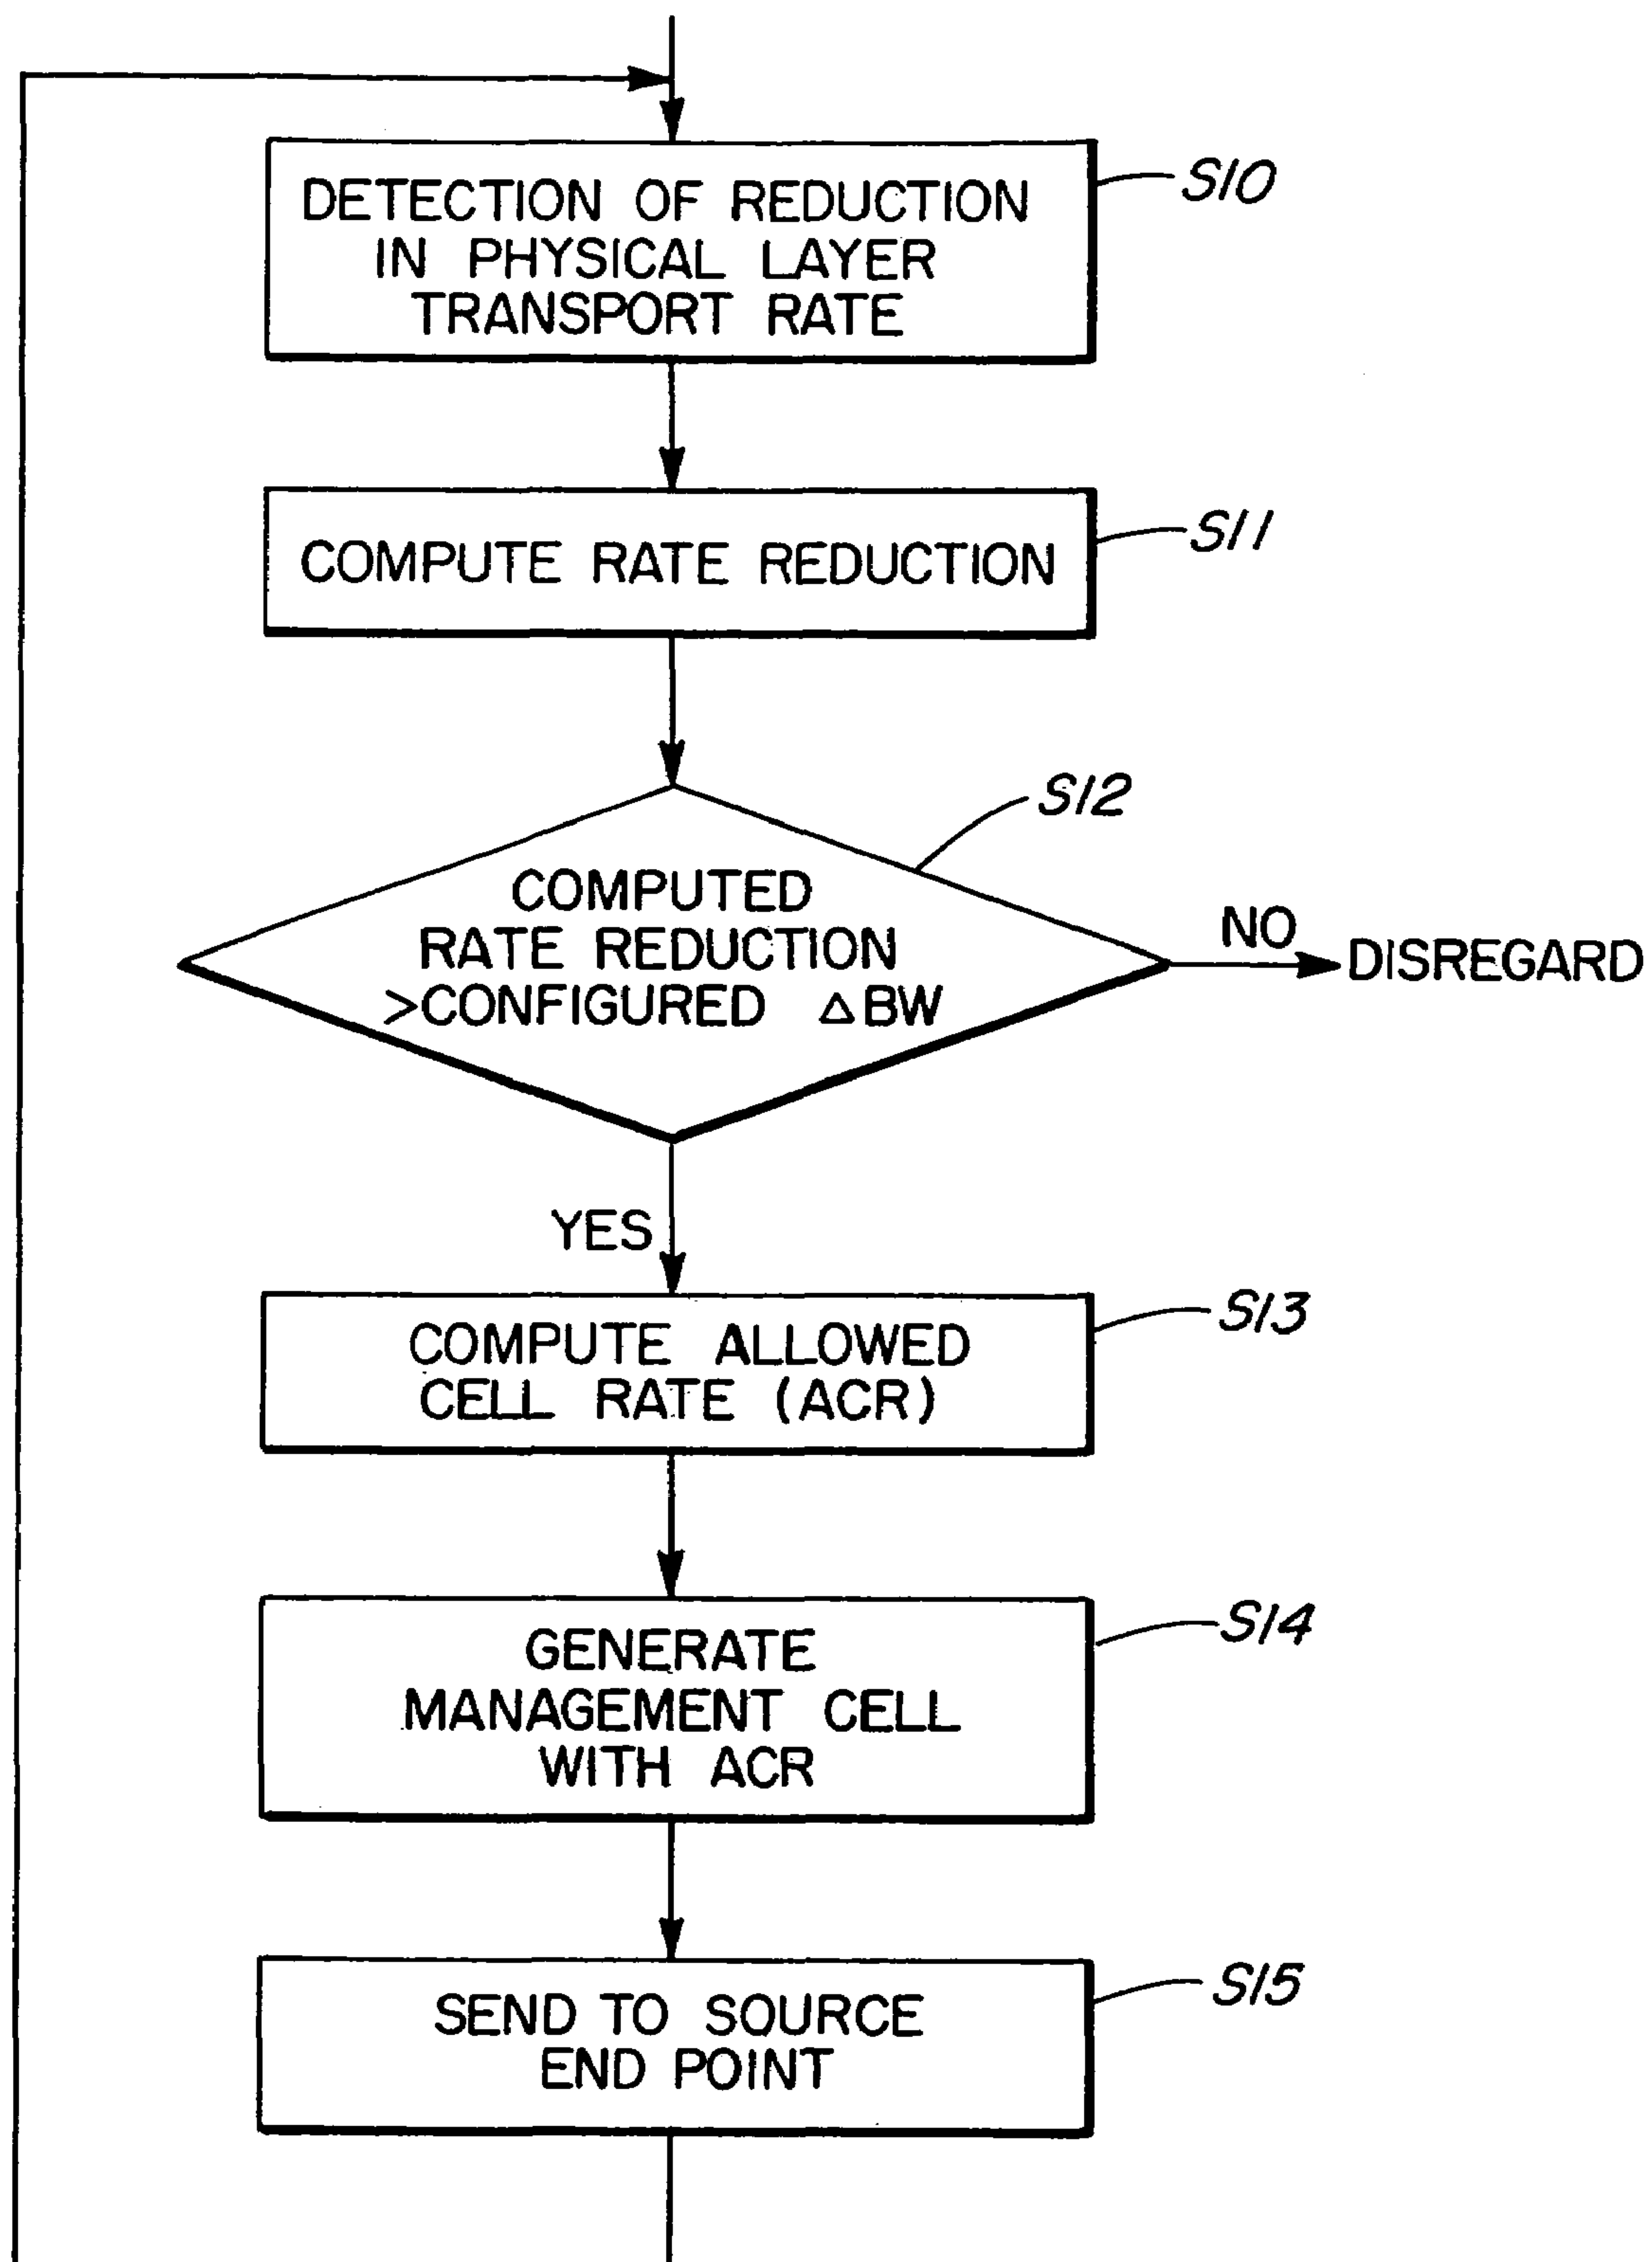 DETECTION OF REDUCTION
IN PHYSICAL LAYER
TRANSPORT RATE
S10
COMPUTE RATE REDUCTION
S11
S12
COMPUTED
RATE REDUCTION
>CONFIGURED △BW
NO
DISREGARD
YES
COMPUTE ALLOWED
CELL RATE (ACR)
S13
GENERATE
MANAGEMENT CELL
WITH ACR
S14
SEND TO SOURCE
END POINT
S15